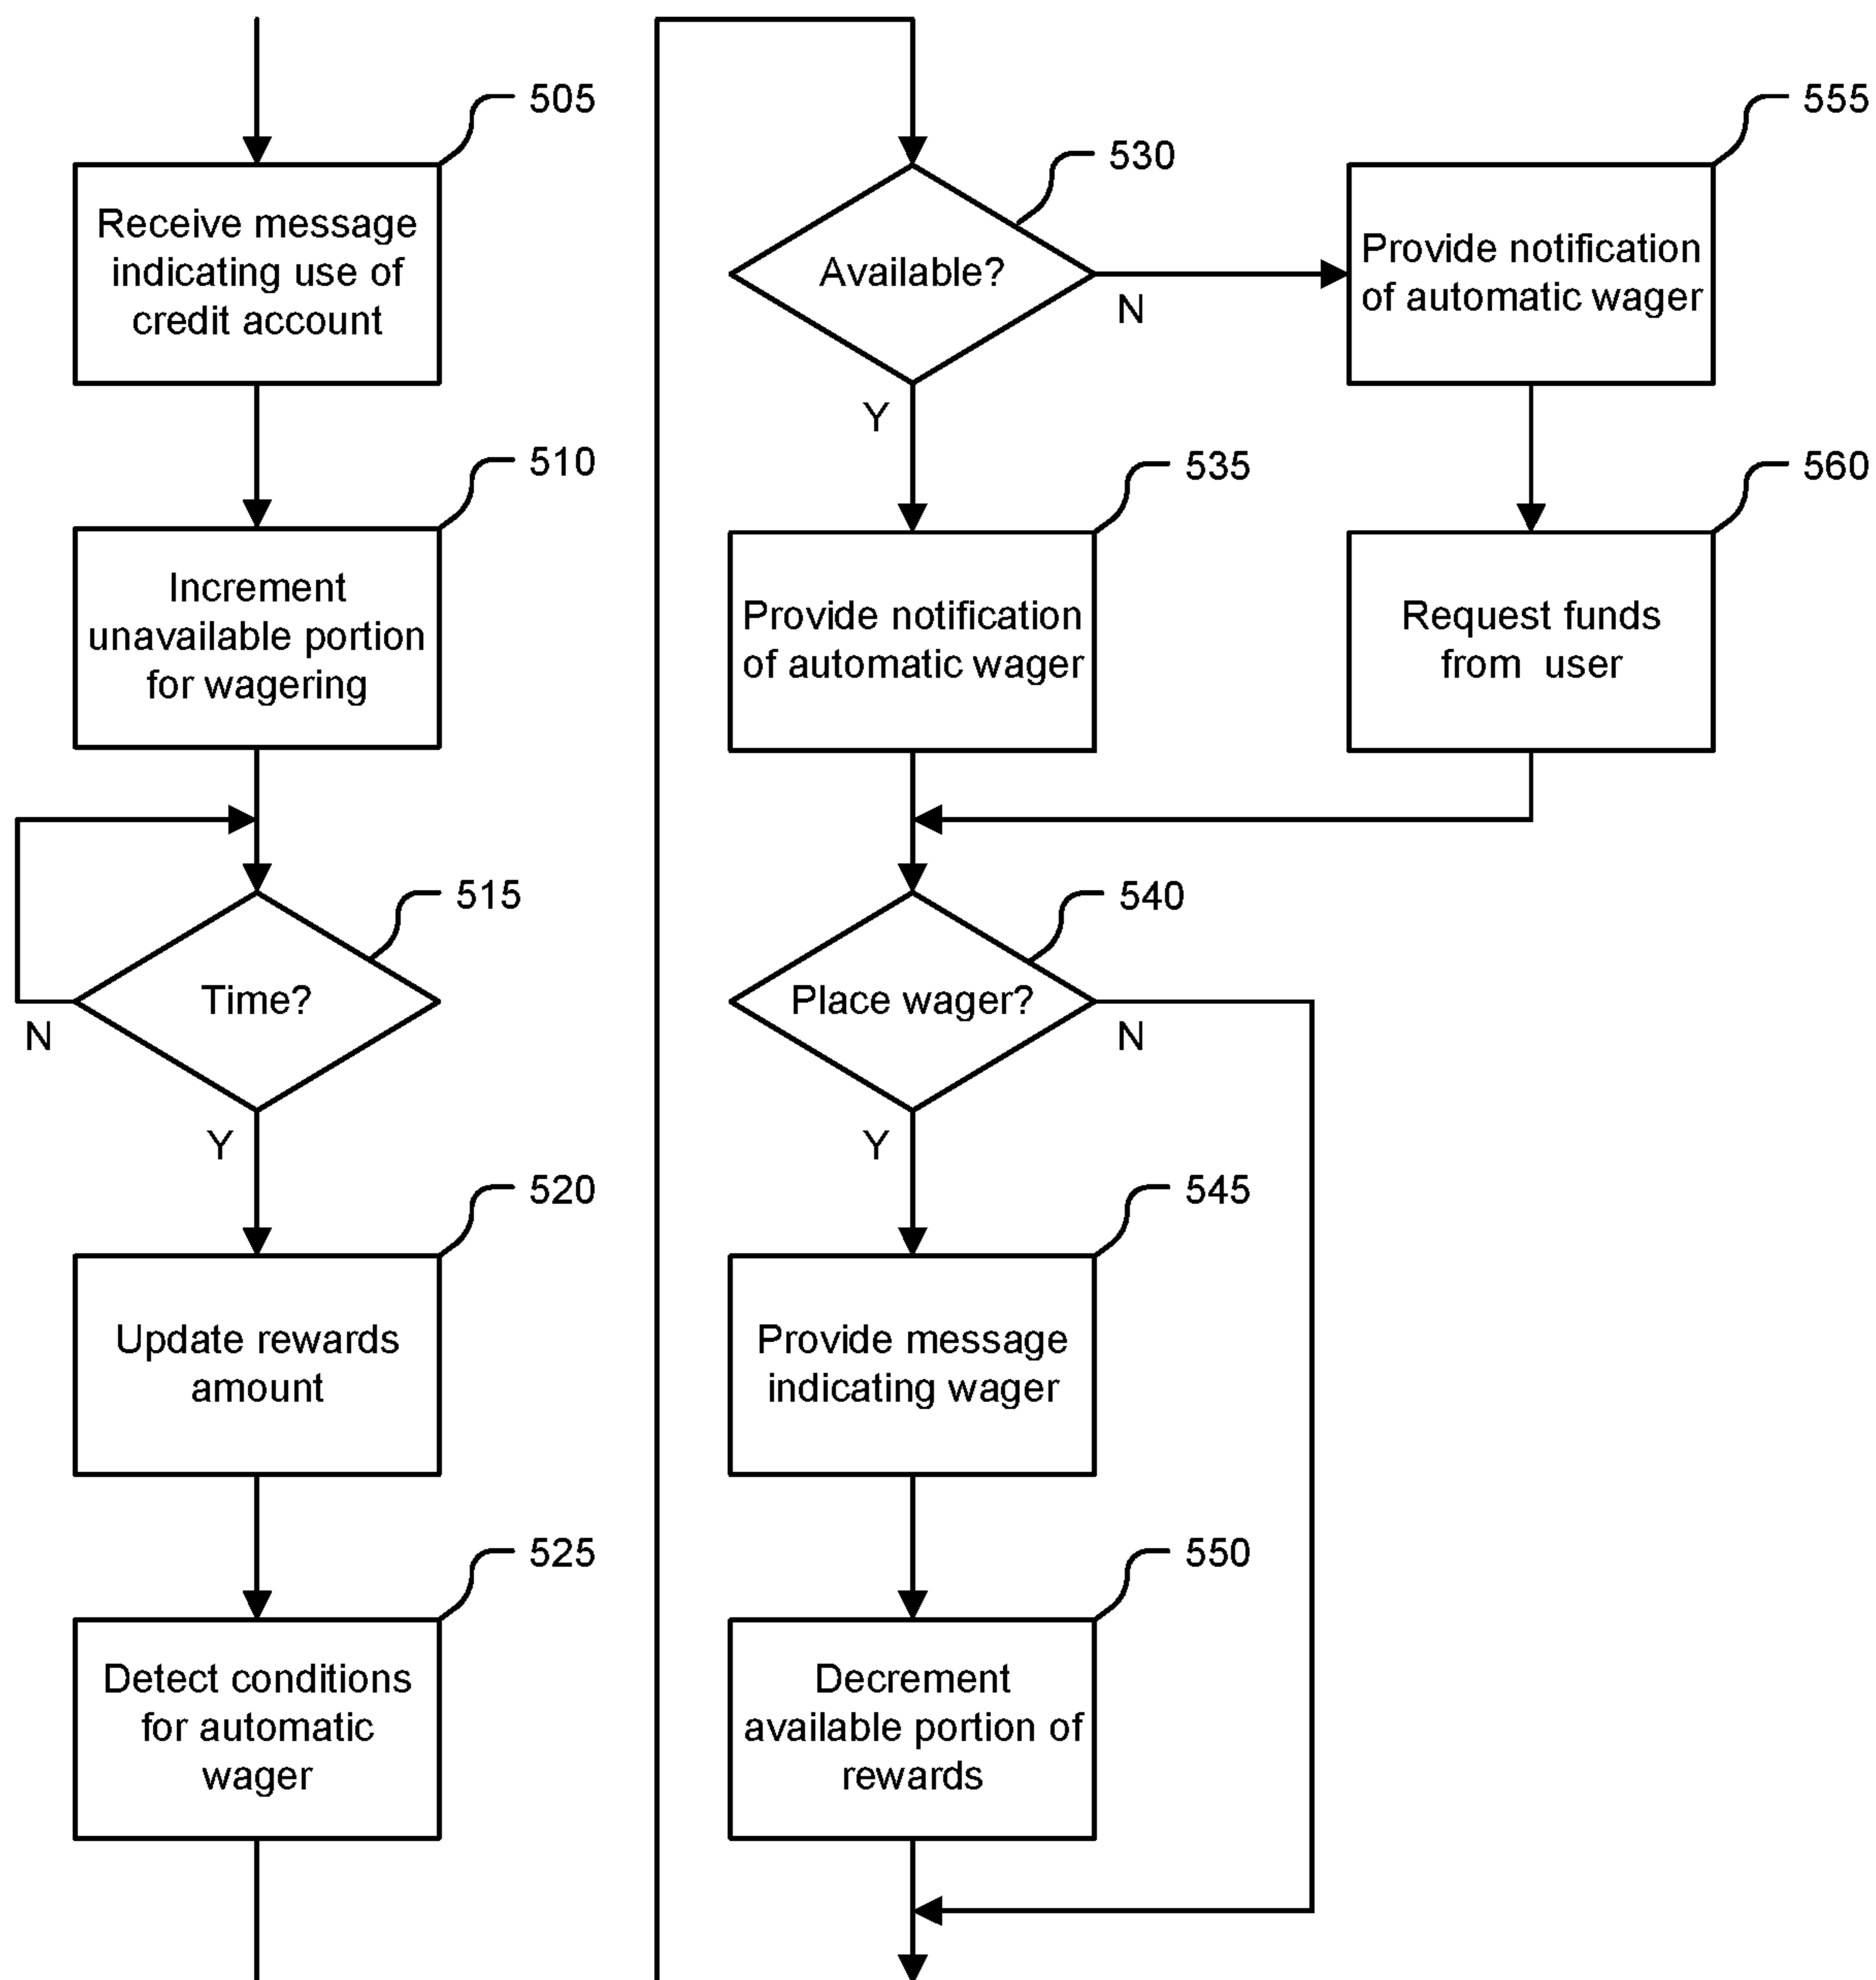 505
Receive message
indicating use of
credit account
510
Increment
unavailable portion
for wagering
515
Time?
N
Y
520
Update rewards
amount
525
Detect conditions
for automatic
wager
530
Available?
N
Y
535
Provide notification
of automatic wager
540
Place wager?
N
Y
545
Provide message
indicating wager
550
Decrement
available portion of
rewards
555
Provide notification
of automatic wager
560
Request funds
from user